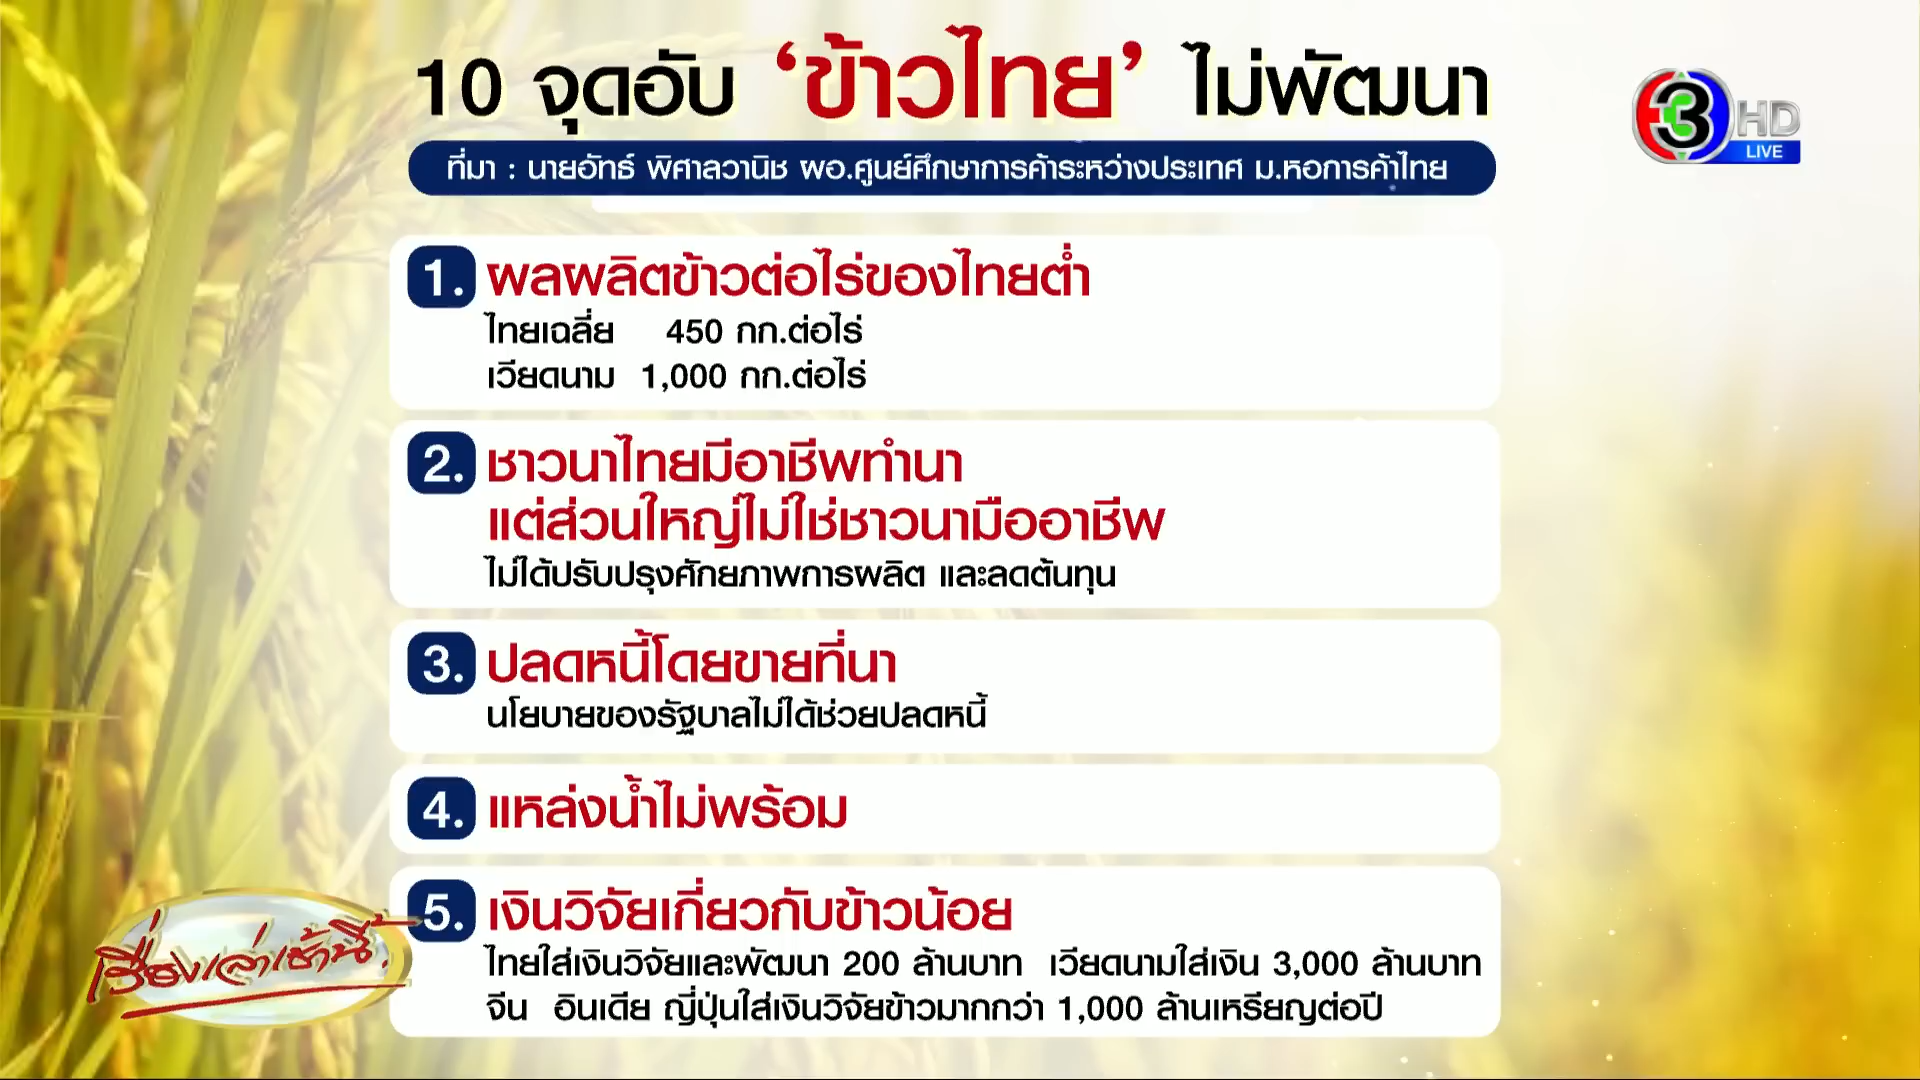 10 จุดอับ ‘ข้าวไทย’ ไม่พัฒนา
ที่มา : นายอัทธ์ พิศาลวานิช ผอ.ศูนย์ศึกษาการค้าระหว่างประเทศ ม.หอการค้าไทย
3 HD
LIVE
1. ผลผลิตข้าวต่อไร่ของไทยต่ำ
ไทยเฉลี่ย 450 กก.ต่อไร่
เวียดนาม 1,000 กก.ต่อไร่
2. ชาวนาไทยมีอาชีพทำนา
แต่ส่วนใหญ่ไม่ใช่ชาวนามืออาชีพ
ไม่ได้ปรับปรุงศักยภาพการผลิต และลดต้นทุน
3. ปลดหนี้โดยขายที่นา
นโยบายของรัฐบาลไม่ได้ช่วยปลดหนี้
4. แหล่งน้ำไม่พร้อม
5. เงินวิจัยเกี่ยวกับข้าวน้อย
ไทยใส่เงินวิจัยและพัฒนา 200 ล้านบาท เวียดนามใส่เงิน 3,000 ล้านบาท
จีน อินเดีย ญี่ปุ่นใส่เงินวิจัยข้าวมากกว่า 1,000 ล้านเหรียญต่อปี
เรื่องเล่าเช้านี้